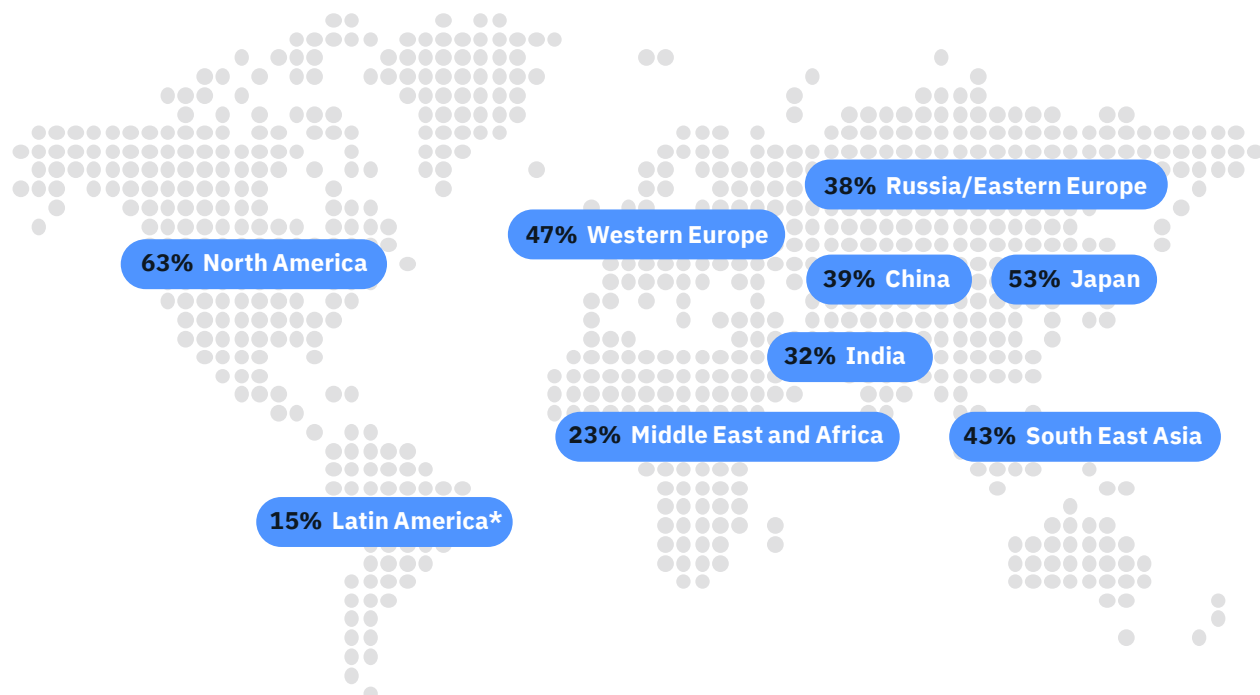 38% Russia/Eastern Europe
47% Western Europe
63% North America
39% China
53% Japan
32% India
23% Middle East and Africa
43% South East Asia
15% Latin America*